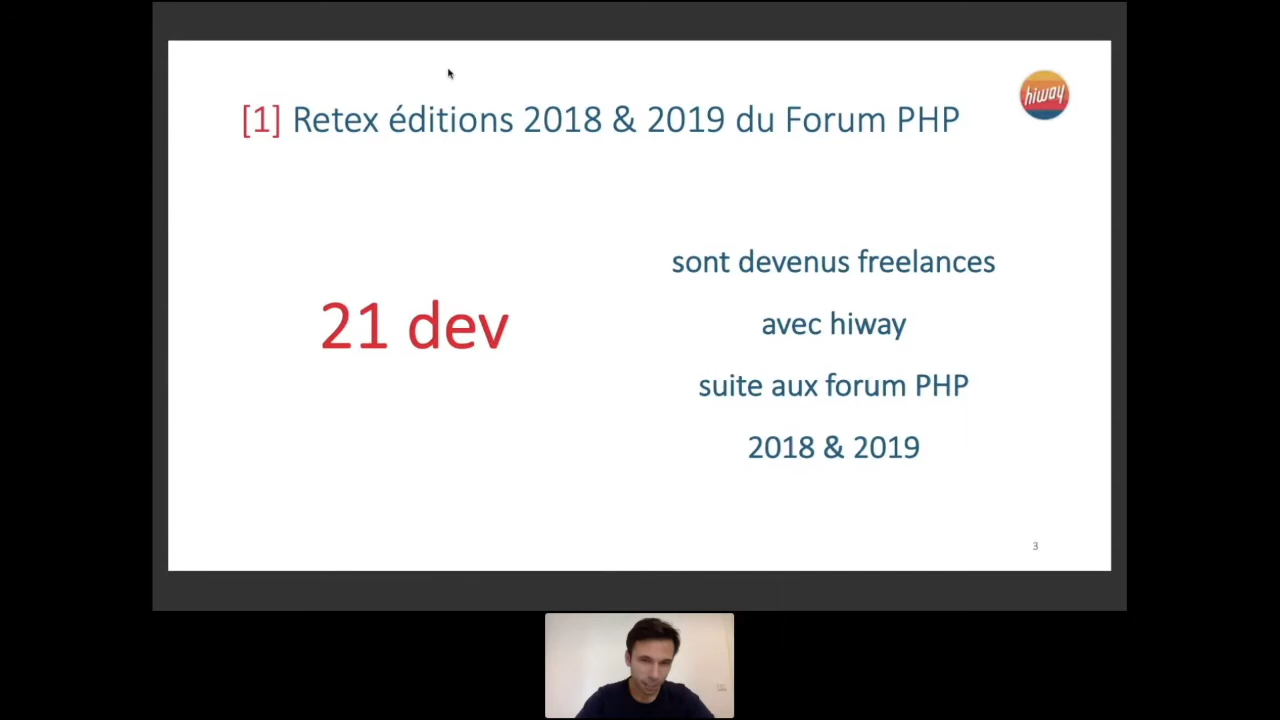 [1] Retex éditions 2018 & 2019 du Forum PHP
hiway
21 dev
sont devenus freelances
avec hiway
suite aux forum PHP
2018 & 2019
3